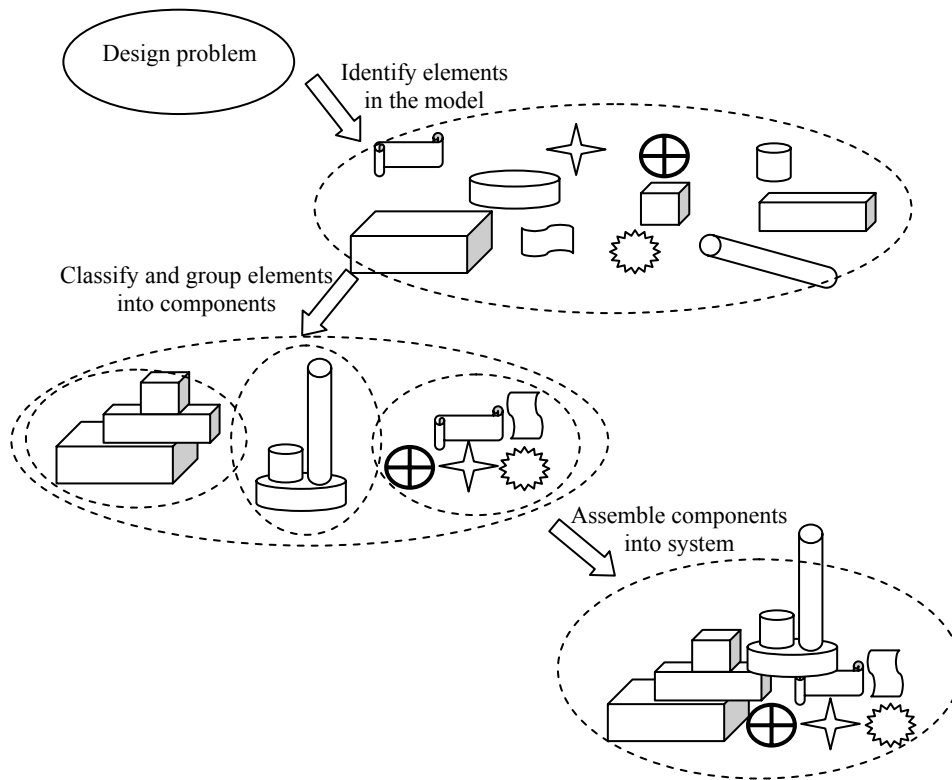 Design problem
Identify elements
in the model
Classify and group elements
into components
Assemble components
into system